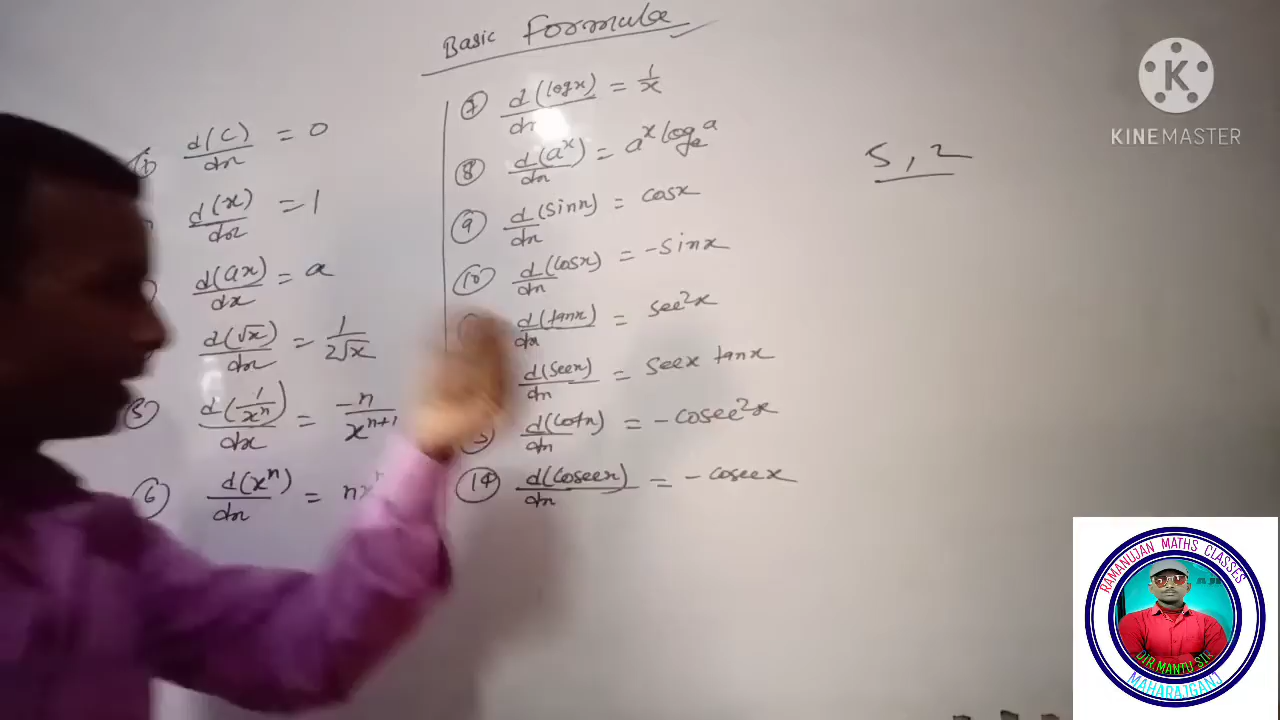 Basic Formula
① d(c)/dx = 0
d(x)/dx = 1
d(ax)/dx = a
d(√x)/dx = 1/2√x
⑤ d(1/xⁿ)/dx = -n/xⁿ⁺¹
⑥ d(xⁿ)/dx = nx
⑦ d(logx)/dx = 1/x
⑧ d(aˣ)/dx = aˣ logₑa
⑨ d/dx (sinx) = cosx
⑩ d/dx (cosx) = -sinx
d(tanx)/dx = sec²x
d(secx)/dx = secx tanx
d(cotx)/dx = -cosec²x
⑭ d(cosecx)/dx = -cosecx
5, 2
KINEMASTER
RAMANUJAN MATHS CLASSES
DIR MANTU SIR
MAHARAJGANJ